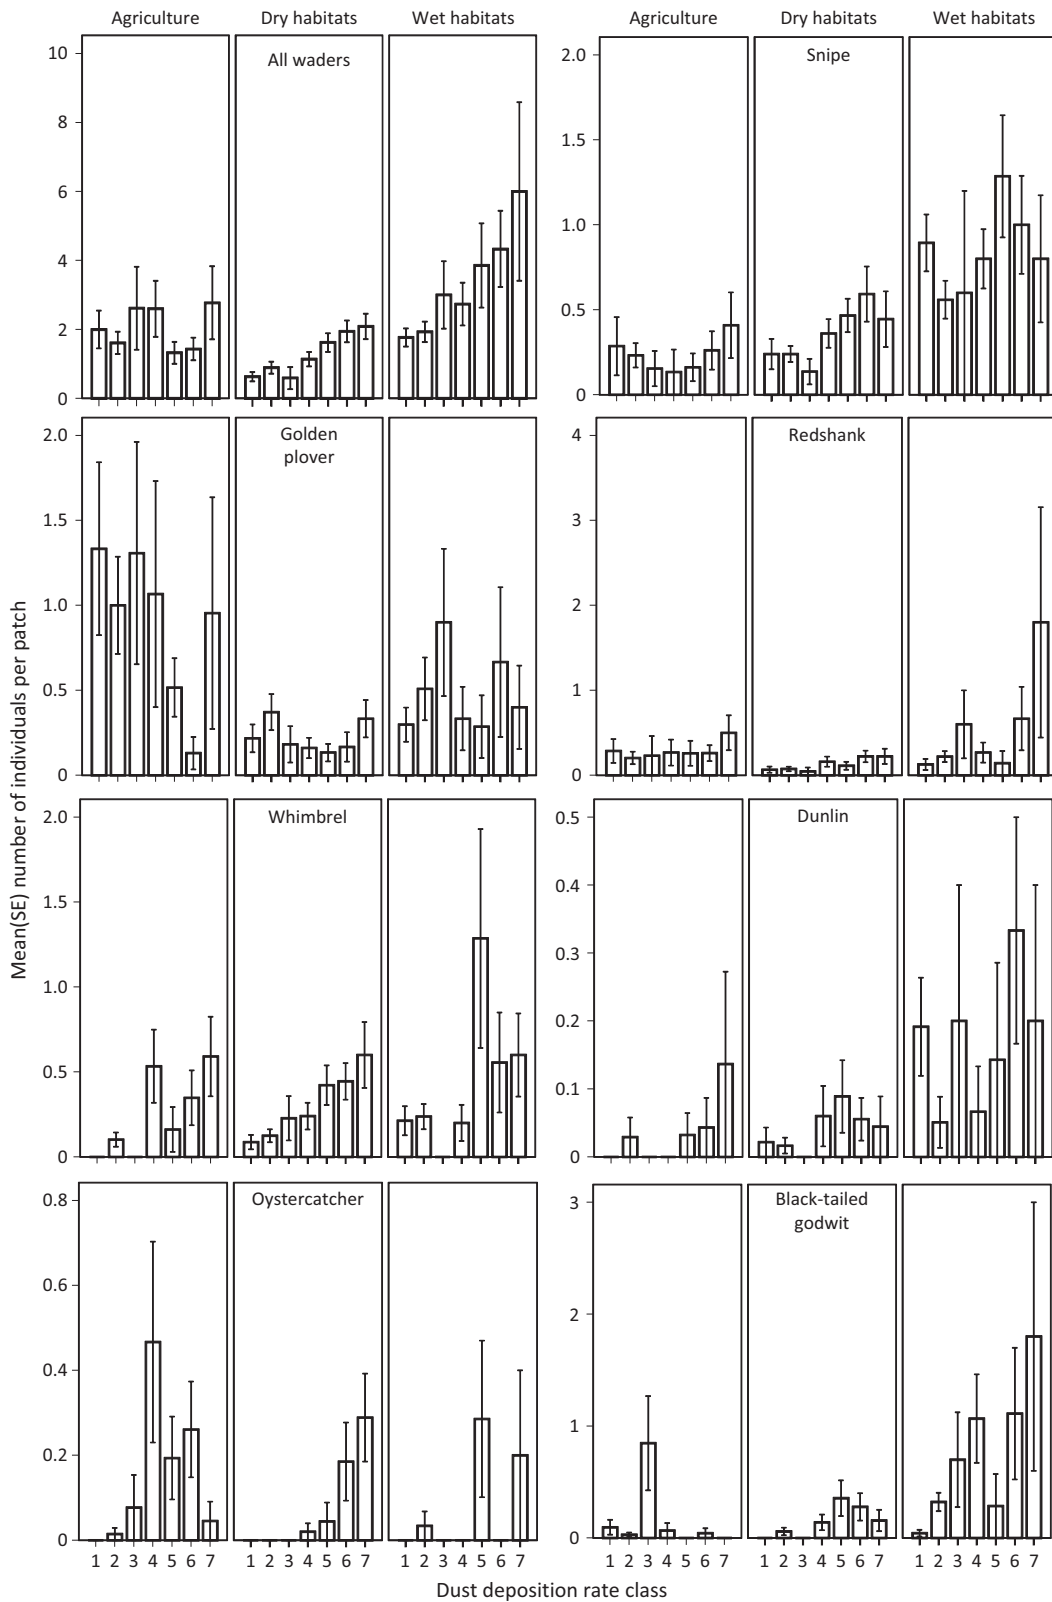 Agriculture Dry habitats Wet habitats Agriculture Dry habitats Wet habitats
All waders
10
8
6
4
2
0
Snipe
2.0
1.5
1.0
0.5
0
Golden
plover
2.0
1.5
1.0
0.5
0
Redshank
4
3
2
1
0
Mean(SE) number of individuals per patch
Whimbrel
2.0
1.5
1.0
0.5
0
Dunlin
0.5
0.4
0.3
0.2
0.1
0
Oystercatcher
0.8
0.6
0.4
0.2
0
Black-tailed
godwit
3
2
1
0
1 2 3 4 5 6 7 1 2 3 4 5 6 7 1 2 3 4 5 6 7 1 2 3 4 5 6 7 1 2 3 4 5 6 7 1 2 3 4 5 6 7
Dust deposition rate class